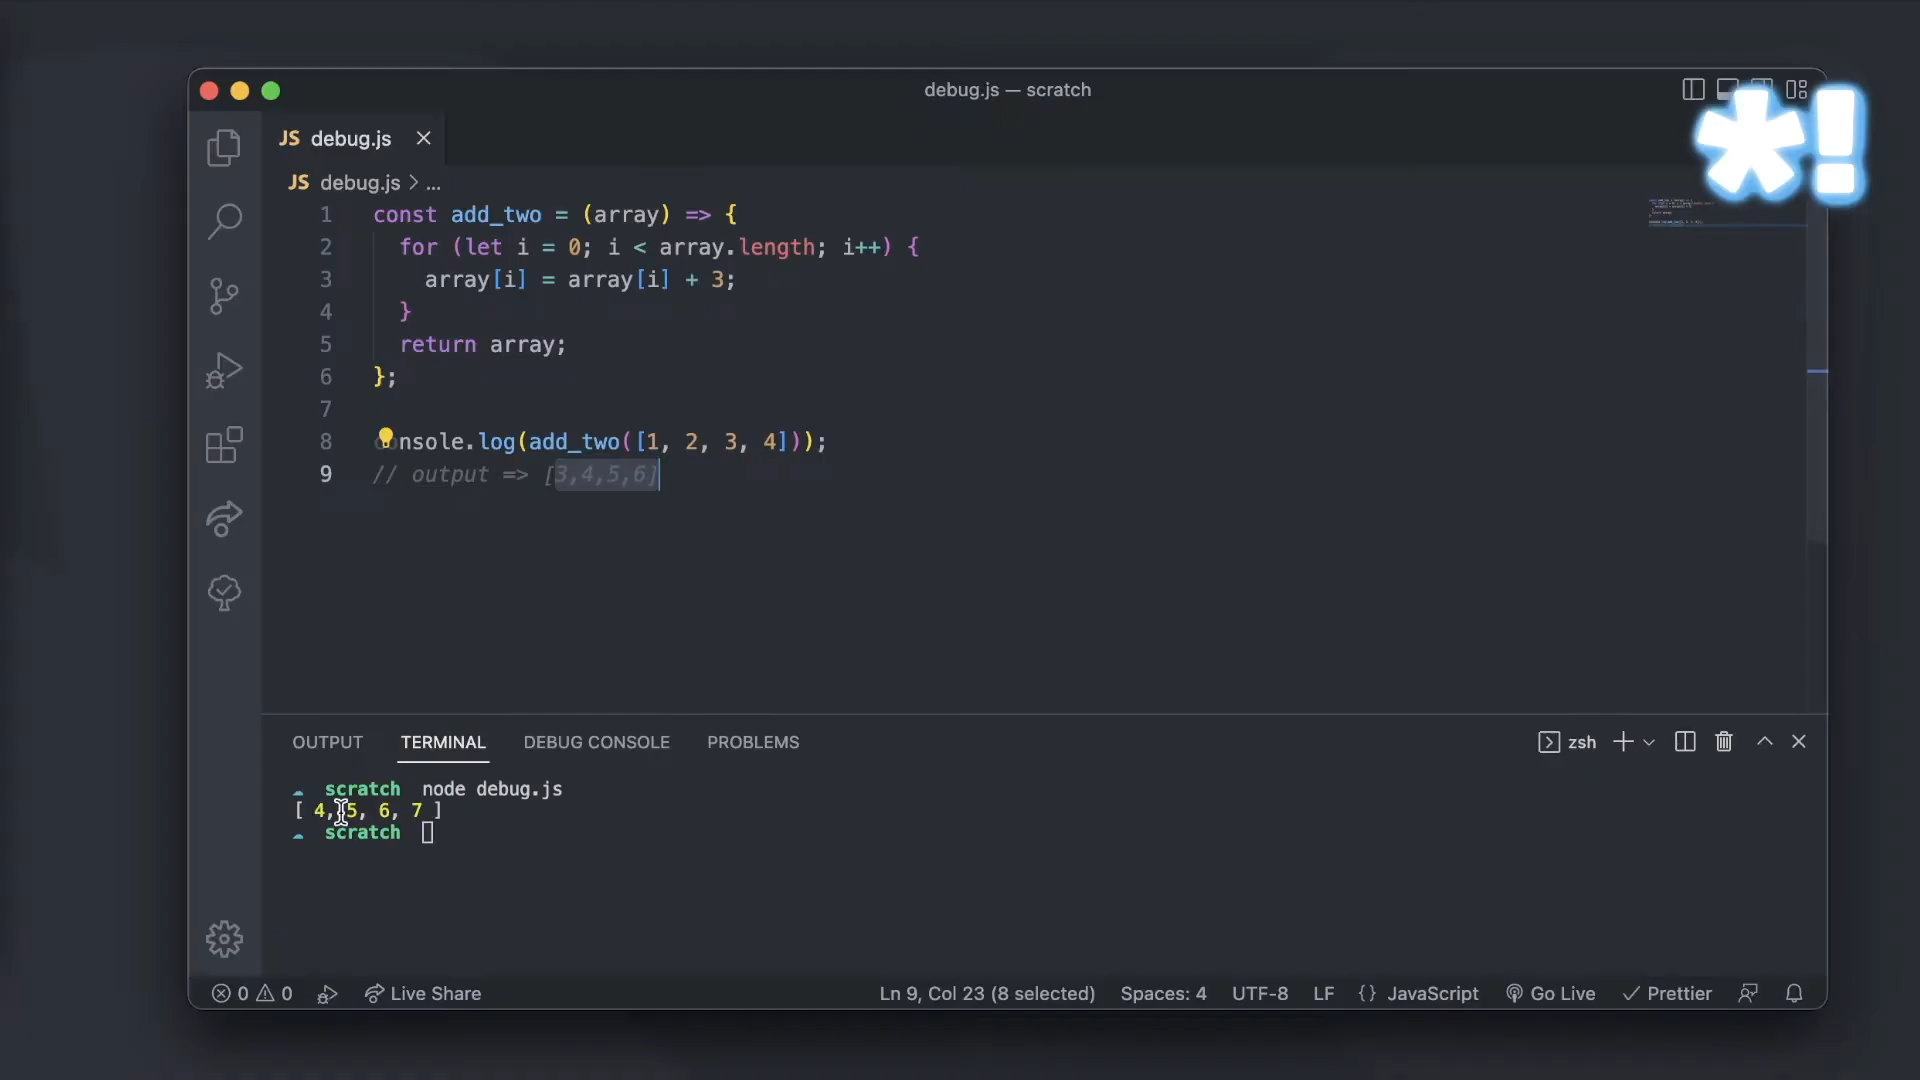 debug.js — scratch
*!
JS debug.js
JS debug.js > ...
1 const add_two = (array) => {
2 for (let i = 0; i < array.length; i++) {
3 array[i] = array[i] + 3;
4 }
5 return array;
6 };
7
8 console.log(add_two([1, 2, 3, 4]));
9 // output => [3,4,5,6]
OUTPUT TERMINAL DEBUG CONSOLE PROBLEMS zsh
scratch node debug.js
[ 4, 5, 6, 7 ]
scratch
0 0 Live Share Ln 9, Col 23 (8 selected) Spaces: 4 UTF-8 LF {} JavaScript Go Live Prettier